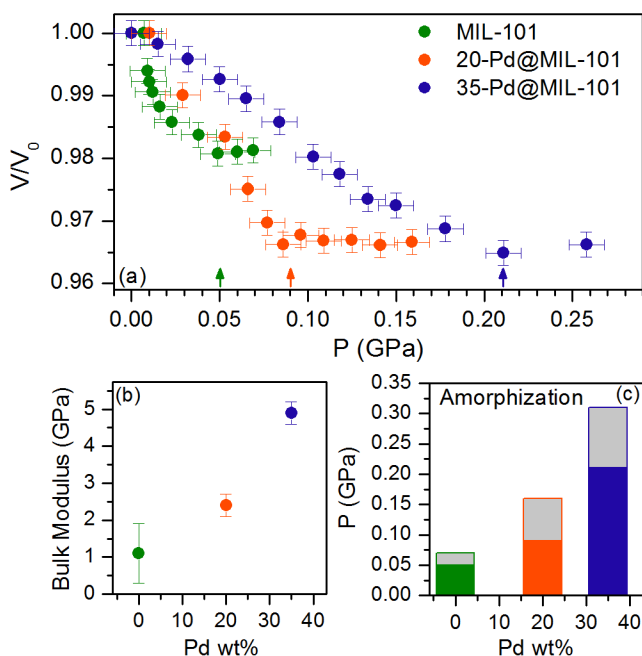 1.00
0.99
0.98
0.97
0.96
V/V0
MIL-101
20-Pd@MIL-101
35-Pd@MIL-101
(a)
0.00 0.05 0.10 0.15 0.20 0.25
P (GPa)
(b)
5
4
3
2
1
0
Bulk Modulus (GPa)
0 10 20 30 40
Pd wt%
Amorphization (c)
0.35
0.30
0.25
0.20
0.15
0.10
0.05
0.00
P (GPa)
0 10 20 30 40
Pd wt%